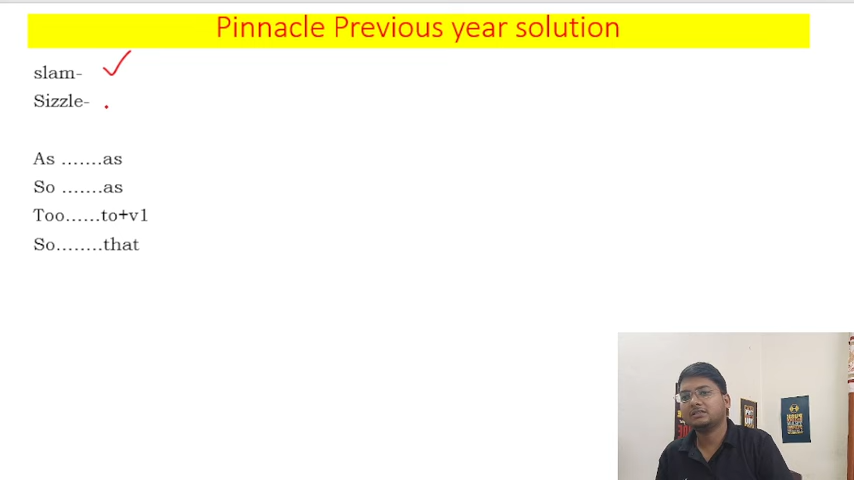 Pinnacle Previous year solution
slam-
Sizzle-
As .......as
So .......as
Too......to+v1
So........that